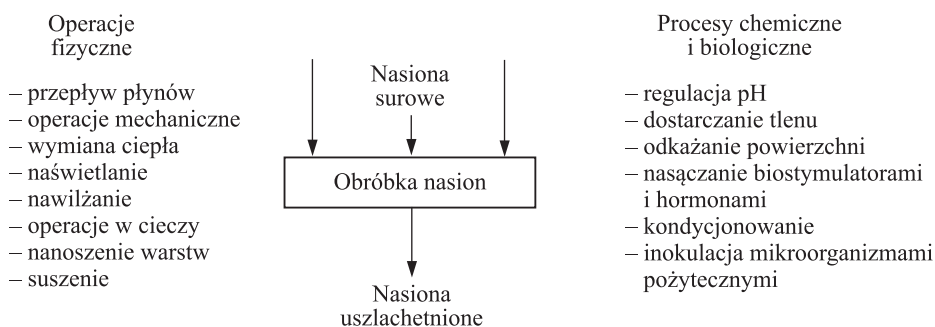 Operacje
fizyczne
– przepływ płynów
– operacje mechaniczne
– wymiana ciepła
– naświetlanie
– nawilżanie
– operacje w cieczy
– nanoszenie warstw
– suszenie
Nasiona
surowe
Obróbka nasion
Nasiona
uszlachetnione
Procesy chemiczne
i biologiczne
– regulacja pH
– dostarczanie tlenu
– odkażanie powierzchni
– nasączanie biostymulatorami
i hormonami
– kondycjonowanie
– inokulacja mikroorganizmami
pożytecznymi